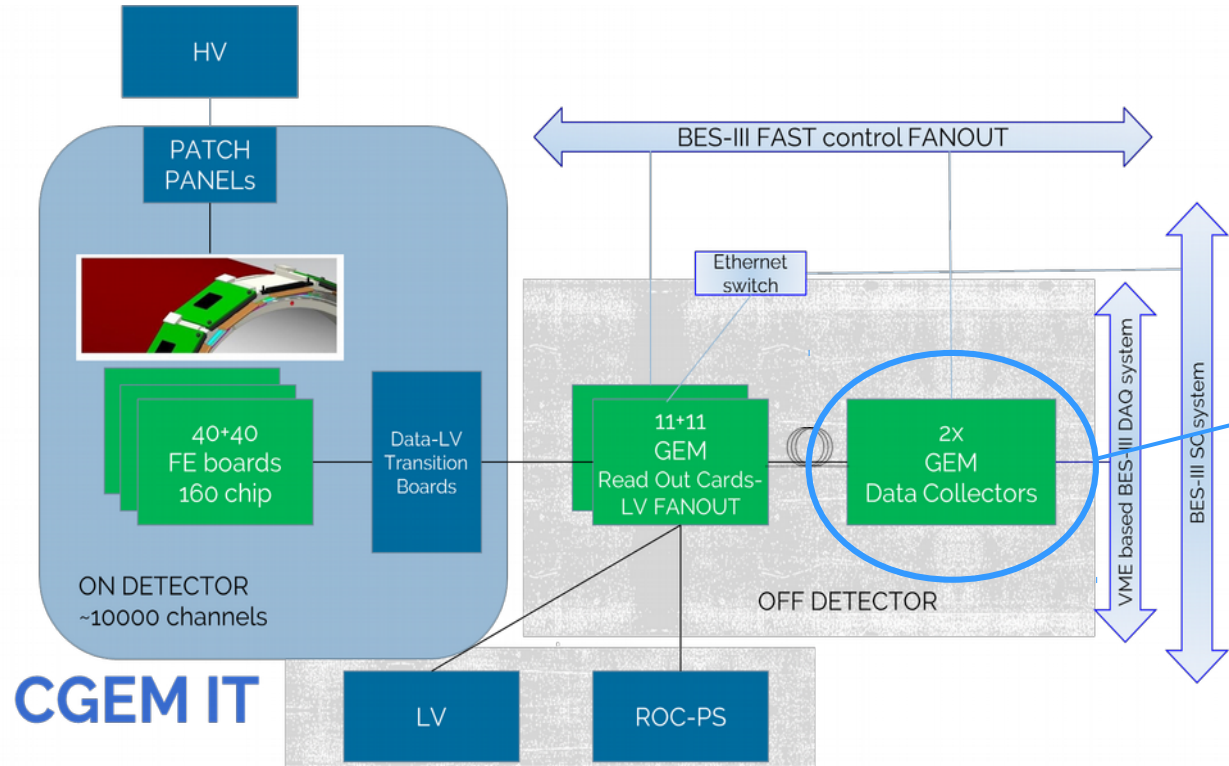 HV
PATCH
PANELs
BES-III FAST control FANOUT
Ethernet
switch
40+40
FE boards
160 chip
Data-LV
Transition
Boards
11+11
GEM
Read Out Cards-
LV FANOUT
2x
GEM
Data Collectors
VME based BES-III DAQ system
BES-III SC system
ON DETECTOR
~10000 channels
OFF DETECTOR
CGEM IT
LV
ROC-PS